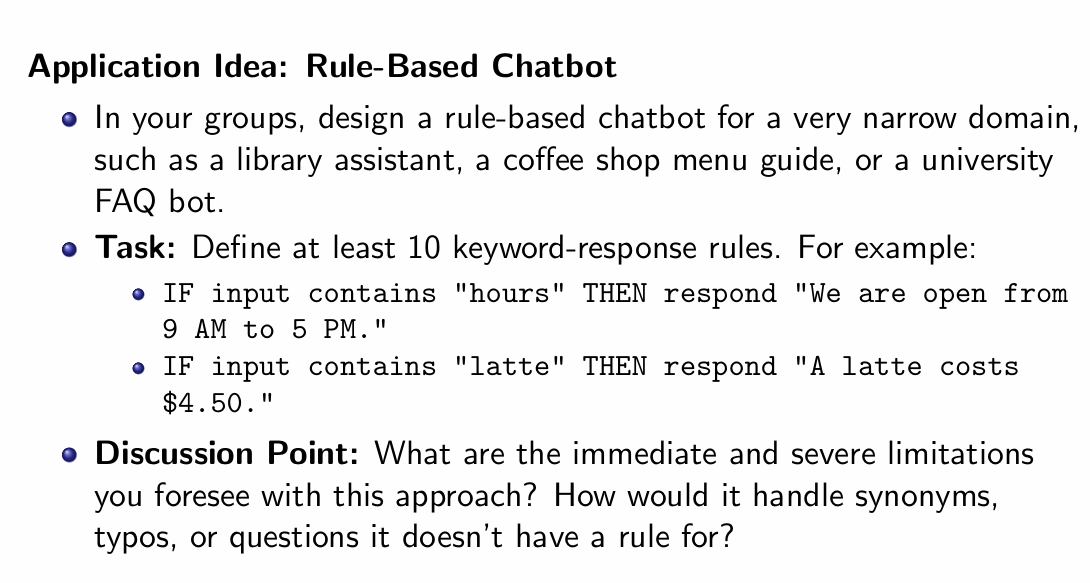 Application Idea: Rule-Based Chatbot
In your groups, design a rule-based chatbot for a very narrow domain,
such as a library assistant, a coffee shop menu guide, or a university
FAQ bot.
Task: Define at least 10 keyword-response rules. For example:
IF input contains "hours" THEN respond "We are open from
9 AM to 5 PM."
IF input contains "latte" THEN respond "A latte costs
$4.50."
Discussion Point: What are the immediate and severe limitations
you foresee with this approach? How would it handle synonyms,
typos, or questions it doesn't have a rule for?